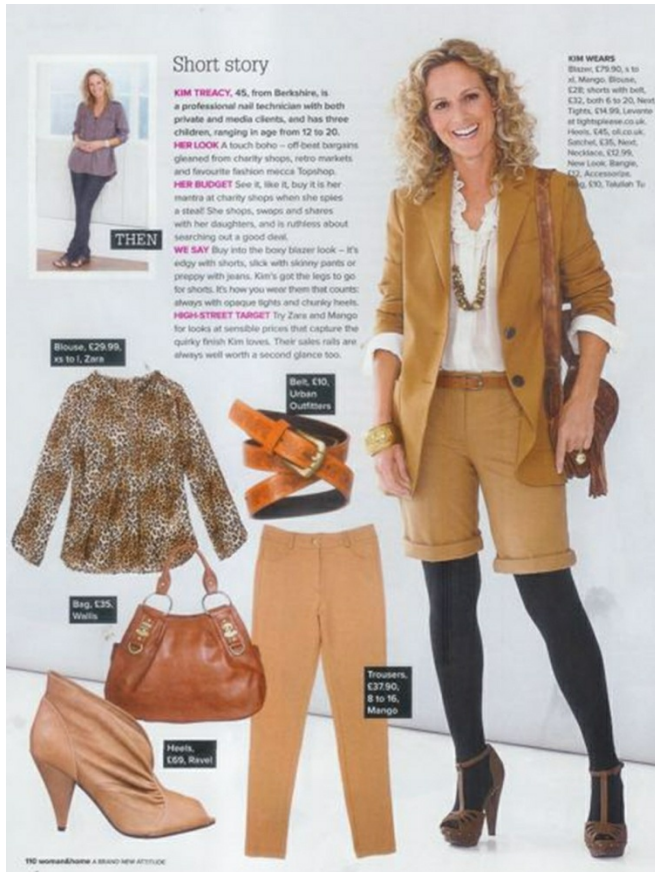 Short story
KIM TREACY, 45, from Berkshire, is
a professional nail technician with both
private and media clients, and has three
children, ranging in age from 12 to 20.
HER LOOK A touch boho – off-beat bargains
gleaned from charity shops, retro markets
and favourite fashion mecca Topshop.
HER BUDGET See it, like it, buy it is her
mantra at charity shops when she spies
a steal! She shops, swaps and shares
with her daughters, and is ruthless about
searching out a good deal.
WE SAY Buy into the boxy blazer look – it's
edgy with shorts, slick with skinny pants or
preppy with jeans. Kim's got the legs to go
for shorts. It's how you wear them that counts:
always with opaque tights and chunky heels.
HIGH-STREET TARGET Try Zara and Mango
for looks at sensible prices that capture the
quirky finish Kim loves. Their sales rails are
always well worth a second glance too.
THEN
KIM WEARS
Blazer, £79.90, s to
xl, Mango. Blouse,
£28; shorts with belt,
£32, both 6 to 20, Next.
Tights, £14.99, Levante
at tightsplease.co.uk.
Heels, £45, oli.co.uk.
Satchel, £35, Next.
Necklace, £12.99,
New Look. Bangle,
£12, Accessorize.
Ring, £10, Talullah Tu
Blouse, £29.99,
xs to l, Zara
Belt, £10,
Urban
Outfitters
Bag, £35,
Wallis
Trousers,
£37.90,
8 to 16,
Mango
Heels,
£69, Ravel
110 woman&home A BRAND NEW ATTITUDE